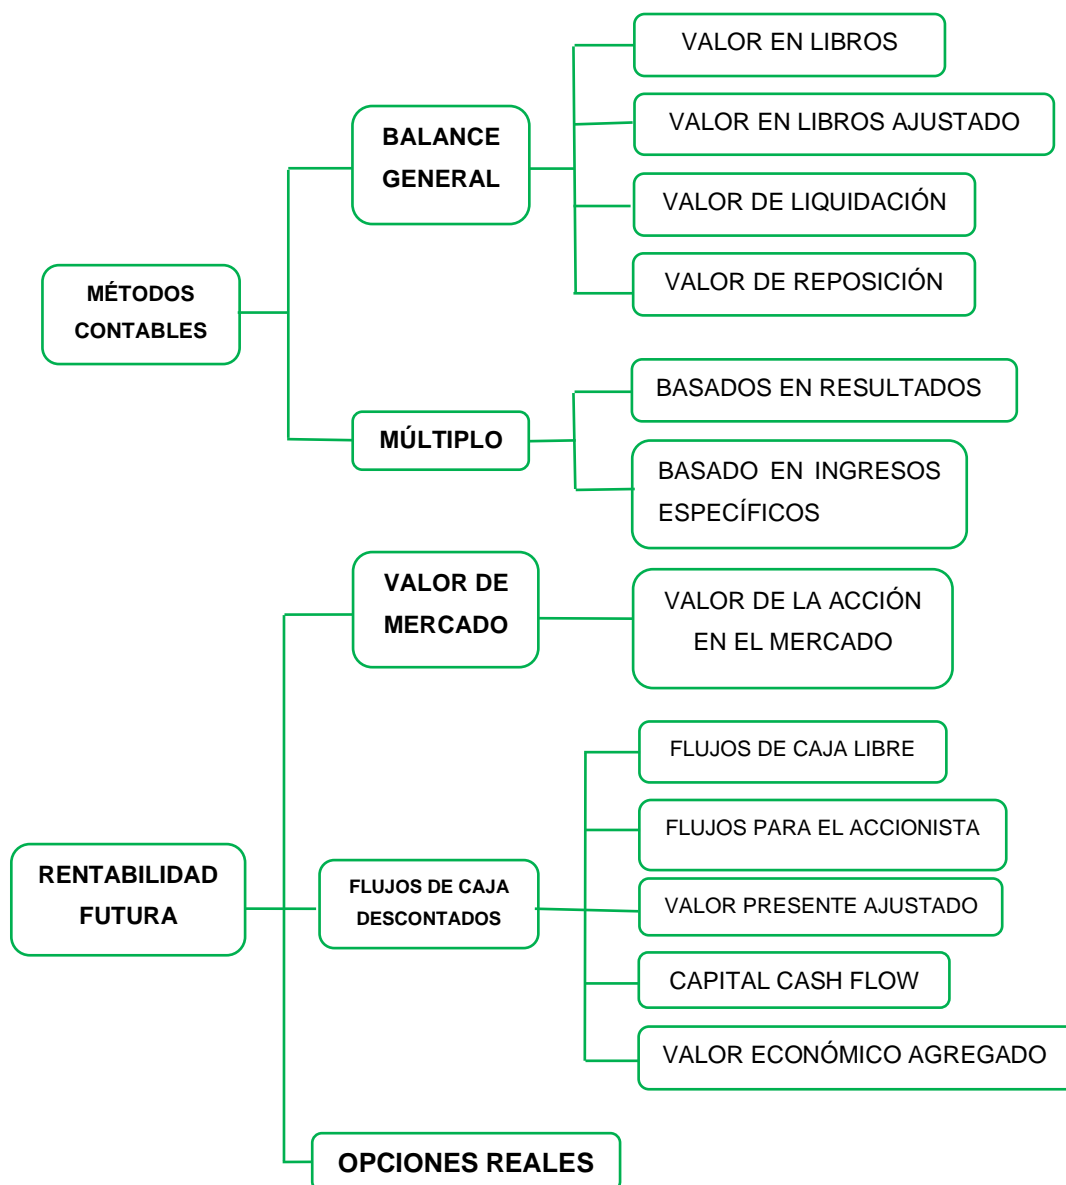 MÉTODOS
CONTABLES
BALANCE
GENERAL
VALOR EN LIBROS
VALOR EN LIBROS AJUSTADO
VALOR DE LIQUIDACIÓN
VALOR DE REPOSICIÓN
MÚLTIPLO
BASADOS EN RESULTADOS
BASADO EN INGRESOS
ESPECÍFICOS
RENTABILIDAD
FUTURA
VALOR DE
MERCADO
VALOR DE LA ACCIÓN
EN EL MERCADO
FLUJOS DE CAJA
DESCONTADOS
FLUJOS DE CAJA LIBRE
FLUJOS PARA EL ACCIONISTA
VALOR PRESENTE AJUSTADO
CAPITAL CASH FLOW
VALOR ECONÓMICO AGREGADO
OPCIONES REALES